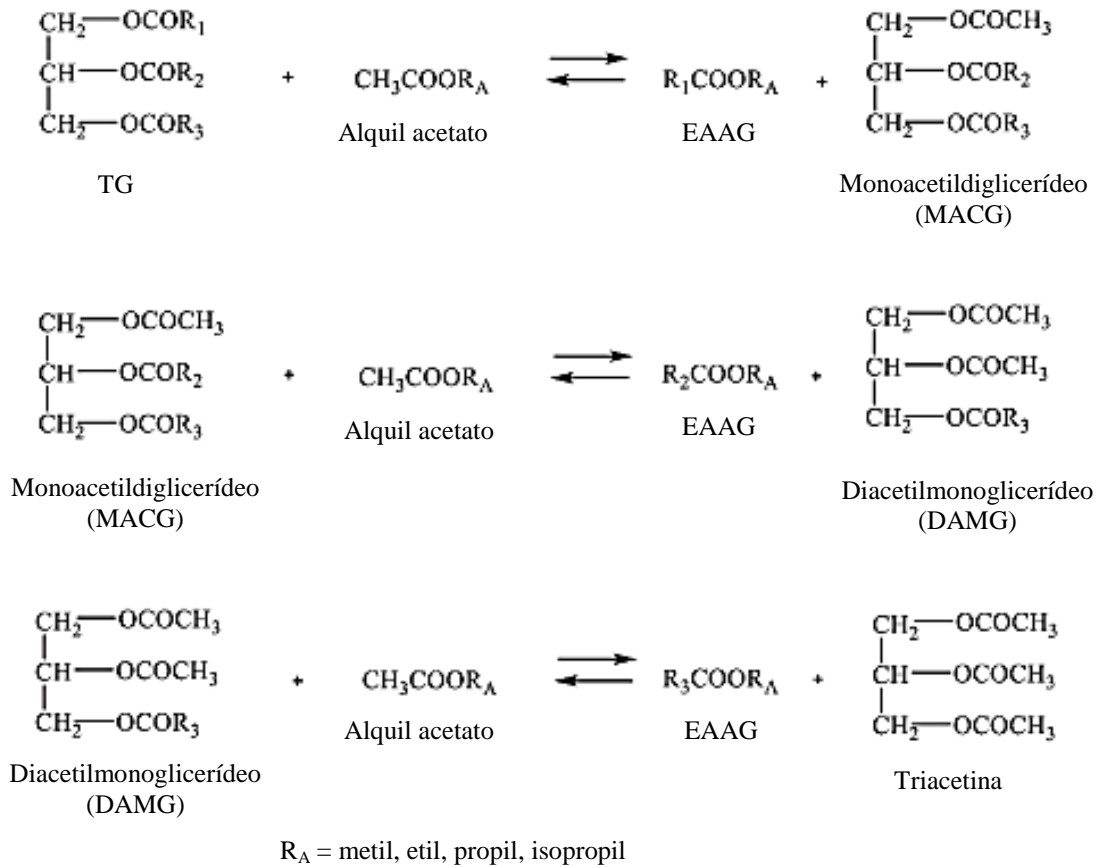 CH2—OCOR1 CH2—OCOCH3
CH—OCOR2 + CH3COORA R1COORA + CH—OCOR2
CH2—OCOR3 Alquil acetato EAAG CH2—OCOR3
TG Monoacetildiglicerídeo
(MACG)
CH2—OCOCH3 CH2—OCOCH3
CH—OCOR2 + CH3COORA R2COORA + CH—OCOCH3
CH2—OCOR3 Alquil acetato EAAG CH2—OCOR3
Monoacetildiglicerídeo Diacetilmonoglicerídeo
(MACG) (DAMG)
CH2—OCOCH3 CH2—OCOCH3
CH—OCOCH3 + CH3COORA R3COORA + CH—OCOCH3
CH2—OCOR3 Alquil acetato EAAG CH2—OCOCH3
Diacetilmonoglicerídeo Triacetina
(DAMG)
RA = metil, etil, propil, isopropil